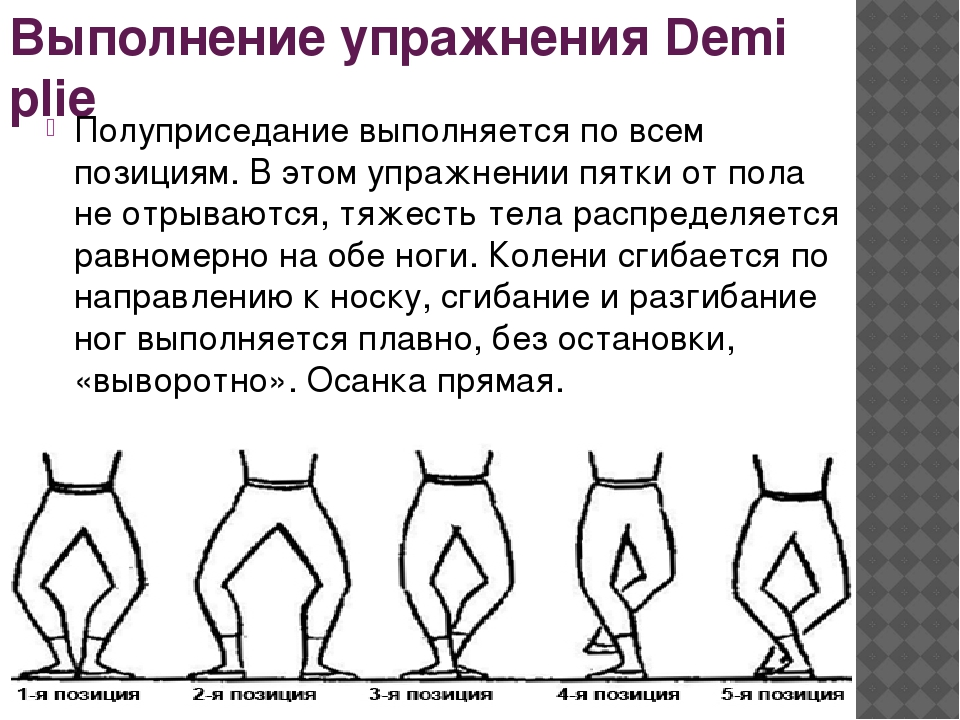 Выполнение упражнения Demi
plie
Полуприседание выполняется по всем
позициям. В этом упражнении пятки от пола
не отрываются, тяжесть тела распределяется
равномерно на обе ноги. Колени сгибается по
направлению к носку, сгибание и разгибание
ног выполняется плавно, без остановки,
«выворотно». Осанка прямая.
1-я позиция 2-я позиция 3-я позиция 4-я позиция 5-я позиция